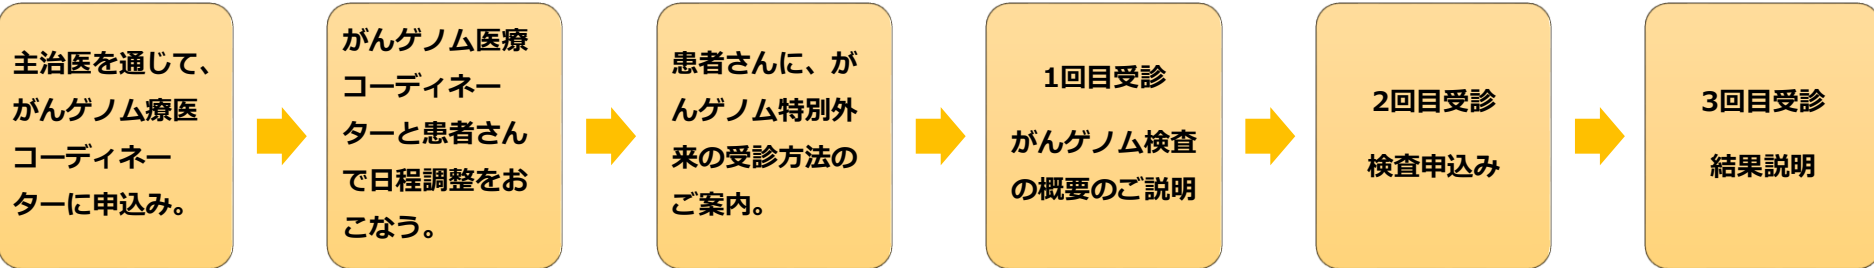 主治医を通じて、
がんゲノム療医
コーディネー
ターに申込み。
がんゲノム医療
コーディネー
ターと患者さん
で日程調整をお
こなう。
患者さんに、が
んゲノム特別外
来の受診方法の
ご案内。
1回目受診
がんゲノム検査
の概要のご説明
2回目受診
検査申込み
3回目受診
結果説明